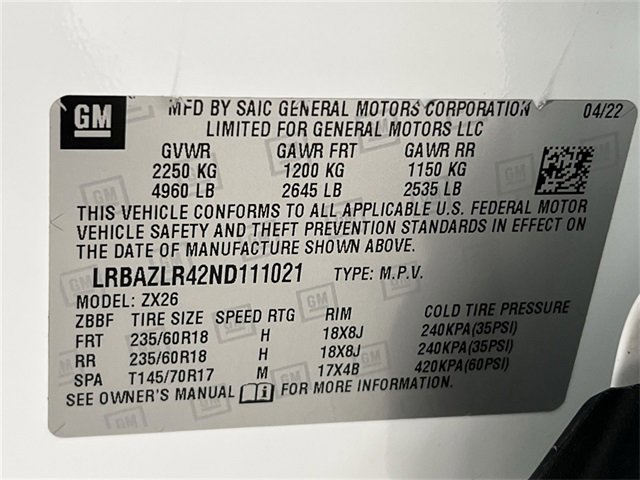 GM
MFD BY SAIC GENERAL MOTORS CORPORATION 04/22
LIMITED FOR GENERAL MOTORS LLC
GVWR GAWR FRT GAWR RR
2250 KG 1200 KG 1150 KG
4960 LB 2645 LB 2535 LB
THIS VEHICLE CONFORMS TO ALL APPLICABLE U.S. FEDERAL MOTOR
VEHICLE SAFETY AND THEFT PREVENTION STANDARDS IN EFFECT ON
THE DATE OF MANUFACTURE SHOWN ABOVE.
LRBAZLR42ND111021 TYPE: M.P.V.
MODEL: ZX26
ZBBF TIRE SIZE SPEED RTG RIM COLD TIRE PRESSURE
FRT 235/60R18 H 18X8J 240KPA(35PSI)
RR 235/60R18 H 18X8J 240KPA(35PSI)
SPA T145/70R17 M 17X4B 420KPA(60PSI)
SEE OWNER'S MANUAL FOR MORE INFORMATION.